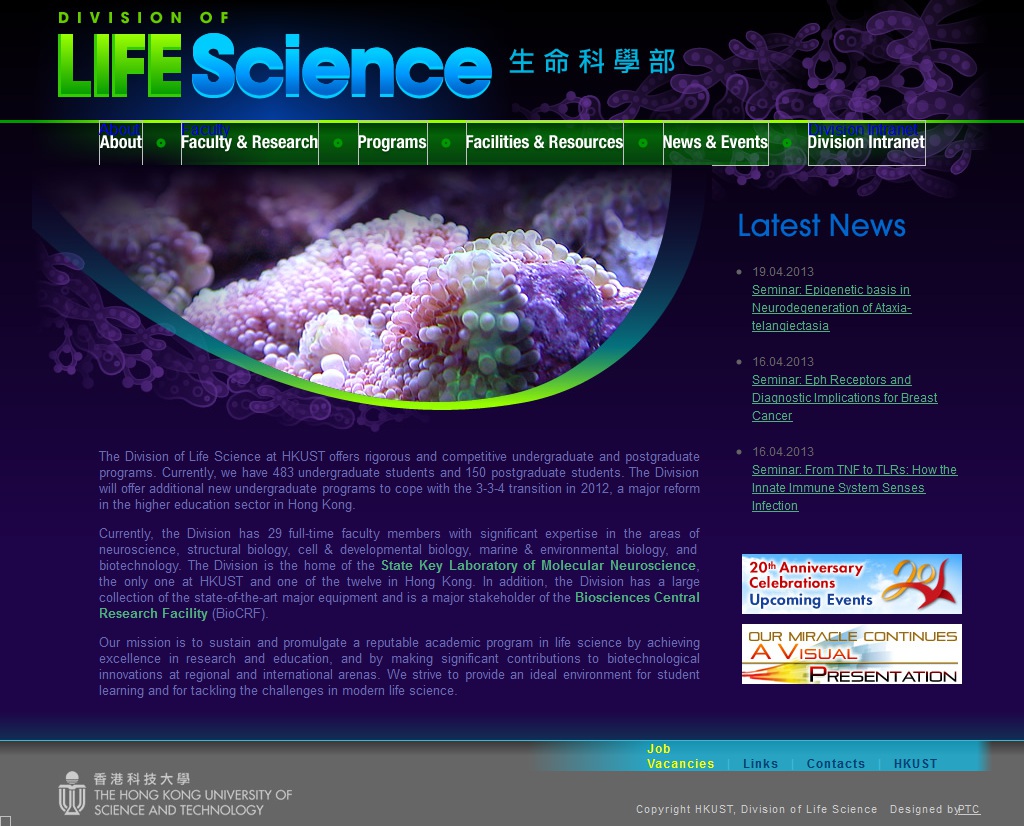 DIVISION OF
LIFE Science 生命科學部
About Faculty Division Intranet
About Faculty & Research Programs Facilities & Resources News & Events Division Intranet
Latest News
19.04.2013
Seminar: Epigenetic basis in
Neurodegeneration of Ataxia-
telangiectasia
16.04.2013
Seminar: Eph Receptors and
Diagnostic Implications for Breast
Cancer
16.04.2013
Seminar: From TNF to TLRs: How the
Innate Immune System Senses
Infection
The Division of Life Science at HKUST offers rigorous and competitive undergraduate and postgraduate
programs. Currently, we have 483 undergraduate students and 150 postgraduate students. The Division
will offer additional new undergraduate programs to cope with the 3-3-4 transition in 2012, a major reform
in the higher education sector in Hong Kong.
Currently, the Division has 29 full-time faculty members with significant expertise in the areas of
neuroscience, structural biology, cell & developmental biology, marine & environmental biology, and
biotechnology. The Division is the home of the State Key Laboratory of Molecular Neuroscience,
the only one at HKUST and one of the twelve in Hong Kong. In addition, the Division has a large
collection of the state-of-the-art major equipment and is a major stakeholder of the Biosciences Central
Research Facility (BioCRF).
Our mission is to sustain and promulgate a reputable academic program in life science by achieving
excellence in research and education, and by making significant contributions to biotechnological
innovations at regional and international arenas. We strive to provide an ideal environment for student
learning and for tackling the challenges in modern life science.
20th Anniversary
Celebrations
Upcoming Events
20
OUR MIRACLE CONTINUES
A VISUAL
PRESENTATION
Job
Vacancies | Links | Contacts | HKUST
香港科技大學
THE HONG KONG UNIVERSITY OF
SCIENCE AND TECHNOLOGY
Copyright HKUST, Division of Life Science Designed by PTC